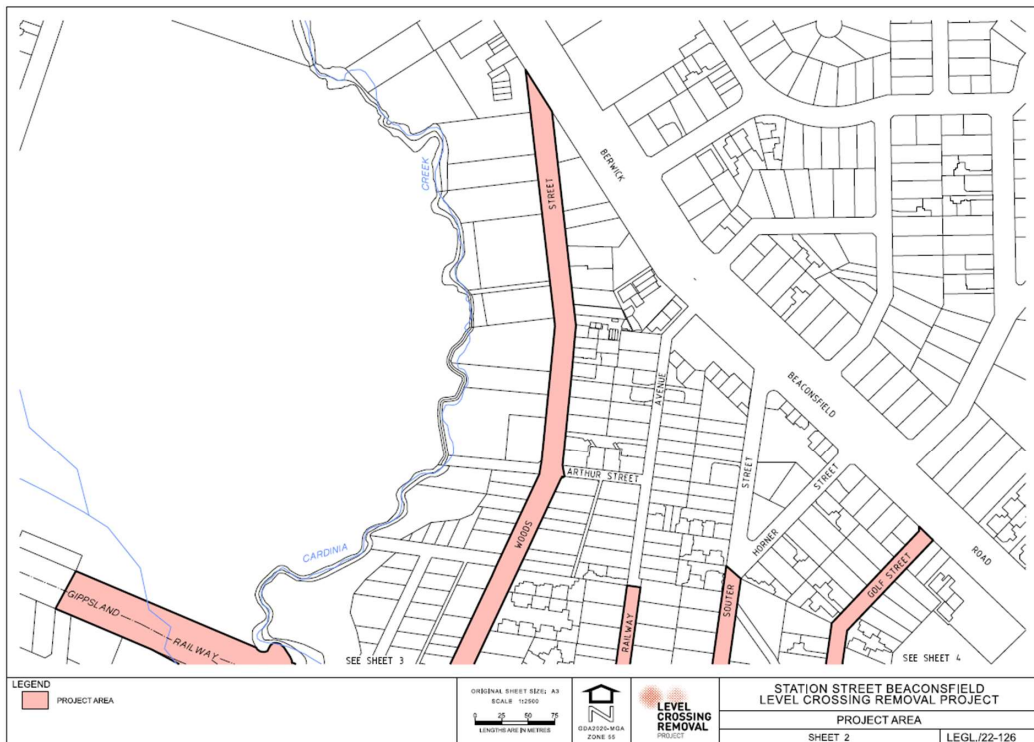 CREEK
STREET
BERWICK
AVENUE
BEACONSFIELD
ARTHUR STREET
STREET
STREET
HORNER
WOODS
CARDINIA
ROAD
GOLF STREET
GIPPSLAND
RAILWAY
RAILWAY
SOUTER
SEE SHEET 3
SEE SHEET 4
LEGEND
PROJECT AREA
ORIGINAL SHEET SIZE: A3
SCALE 1:2500
0 25 50 75
LENGTHS ARE IN METRES
N
GDA2020-MGA
ZONE 55
LEVEL
CROSSING
REMOVAL
PROJECT
STATION STREET BEACONSFIELD
LEVEL CROSSING REMOVAL PROJECT
PROJECT AREA
SHEET 2
LEGL./22-126